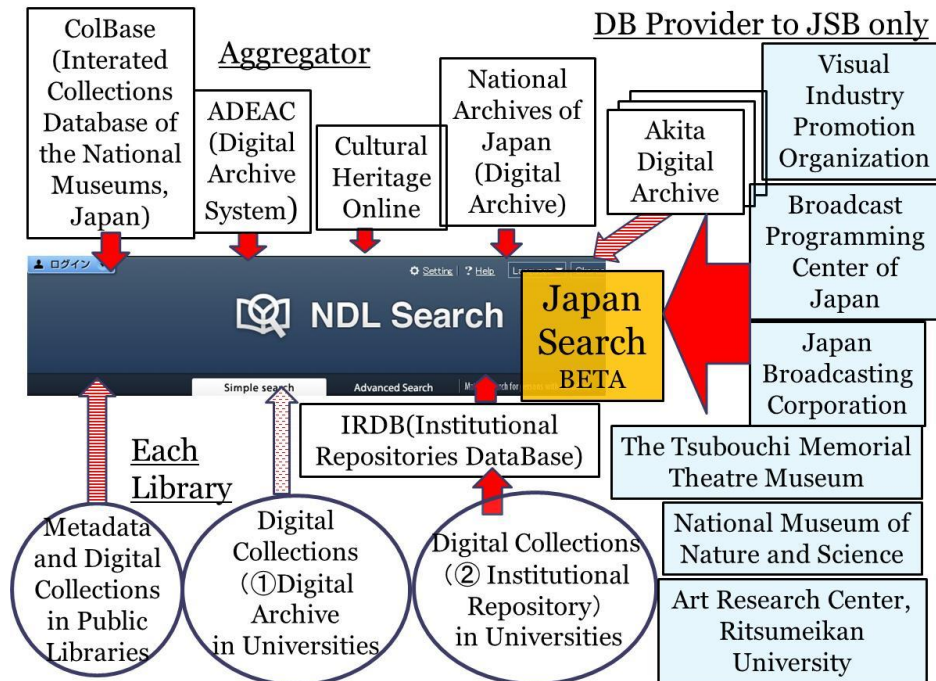 ColBase
(Interated
Collections
Database of
the National
Museums,
Japan)
Aggregator
ADEAC
(Digital
Archive
System)
Cultural
Heritage
Online
National
Archives of
Japan
(Digital
Archive)
DB Provider to JSB only
Akita
Digital
Archive
Visual
Industry
Promotion
Organization
Broadcast
Programming
Center of
Japan
Japan
Broadcasting
Corporation
The Tsubouchi Memorial
Theatre Museum
National Museum of
Nature and Science
Art Research Center,
Ritsumeikan
University
ログイン
Setting
? Help
NDL Search
Japan
Search
BETA
Simple search
Advanced Search
IRDB(Institutional
Repositories DataBase)
Each
Library
Metadata
and Digital
Collections
in Public
Libraries
Digital
Collections
(①Digital
Archive
in Universities
Digital Collections
(② Institutional
Repository)
in Universities